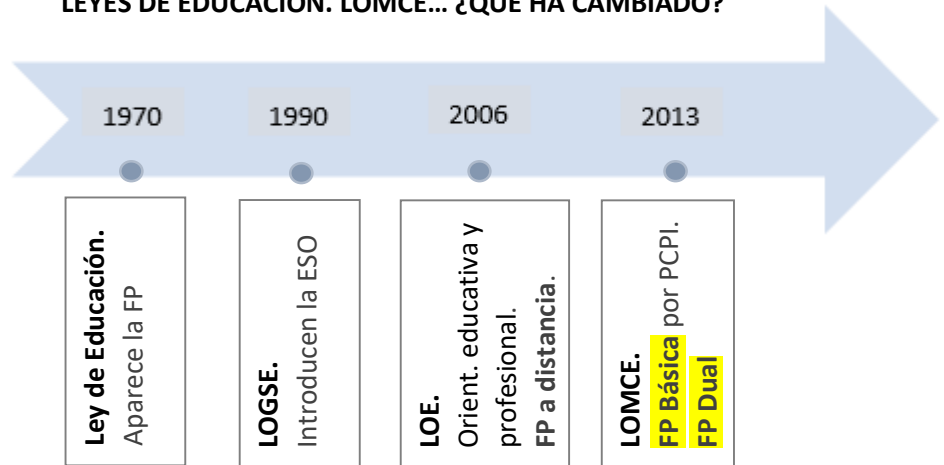 LEYES DE EDUCACIÓN. LOMCE… ¿QUÉ HA CAMBIADO?
1970
1990
2006
2013
Ley de Educación.
Aparece la FP
LOGSE.
Introducen la ESO
LOE.
Orient. educativa y
profesional.
FP a distancia.
LOMCE.
FP Básica por PCPI.
FP Dual